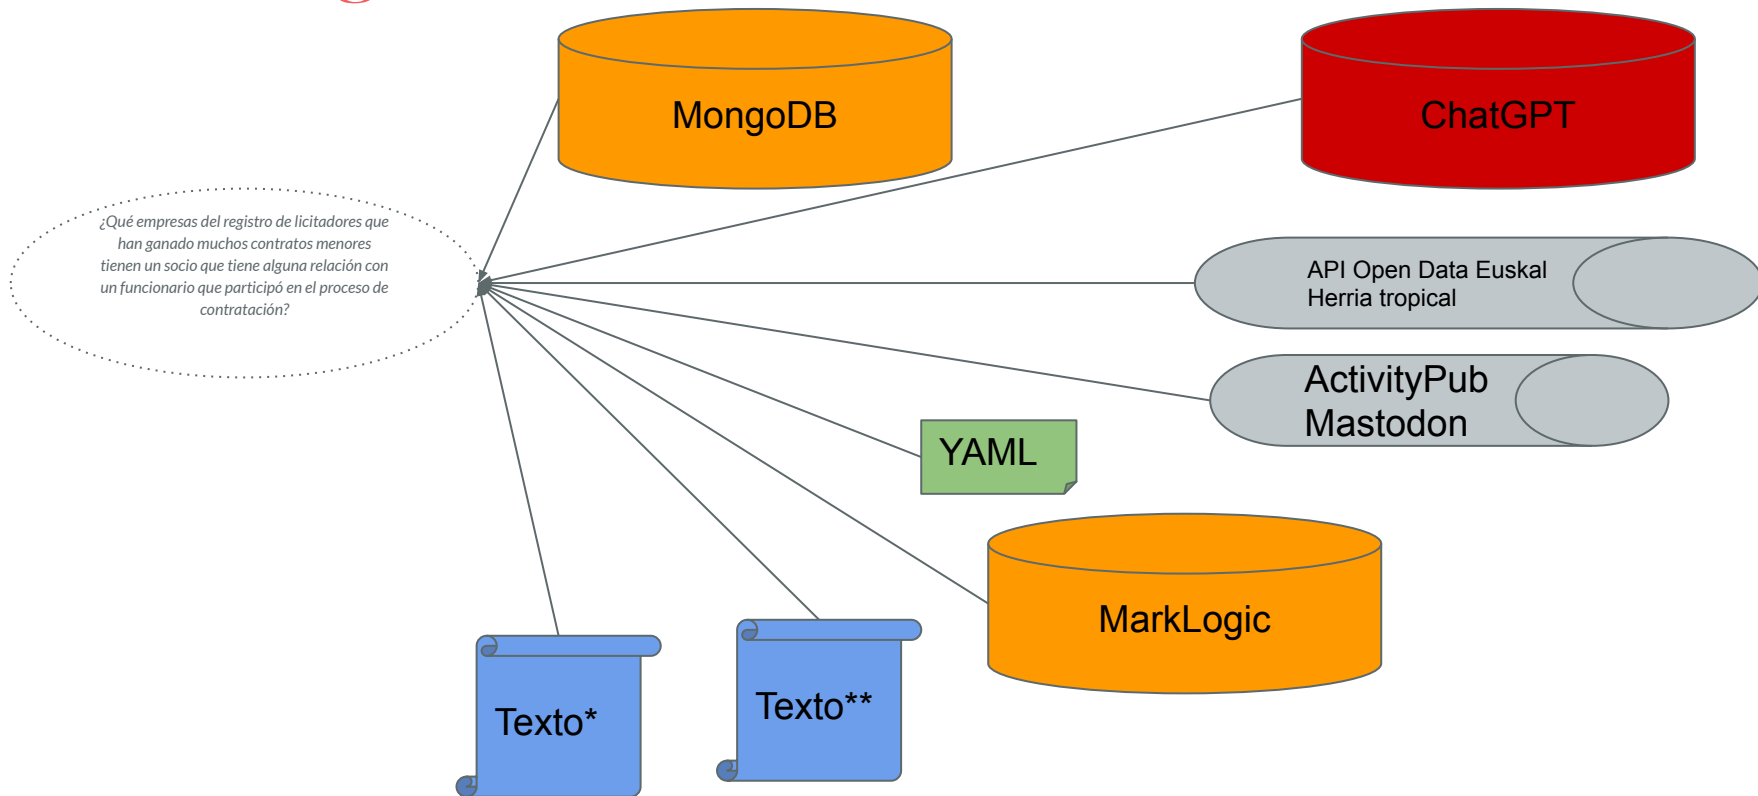 MongoDB
ChatGPT
¿Qué empresas del registro de licitadores que
han ganado muchos contratos menores
tienen un socio que tiene alguna relación con
un funcionario que participó en el proceso de
contratación?
API Open Data Euskal
Herria tropical
ActivityPub
Mastodon
YAML
MarkLogic
Texto*
Texto**